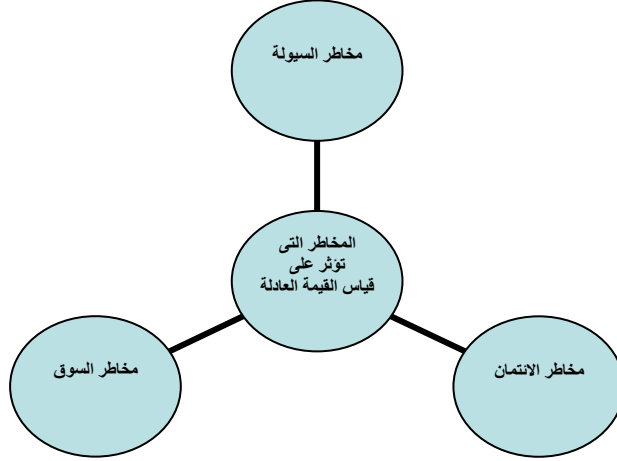 مخاطر السيولة
المخاطر التى
تؤثر على
قياس القيمة العادلة
مخاطر السوق
مخاطر الائتمان